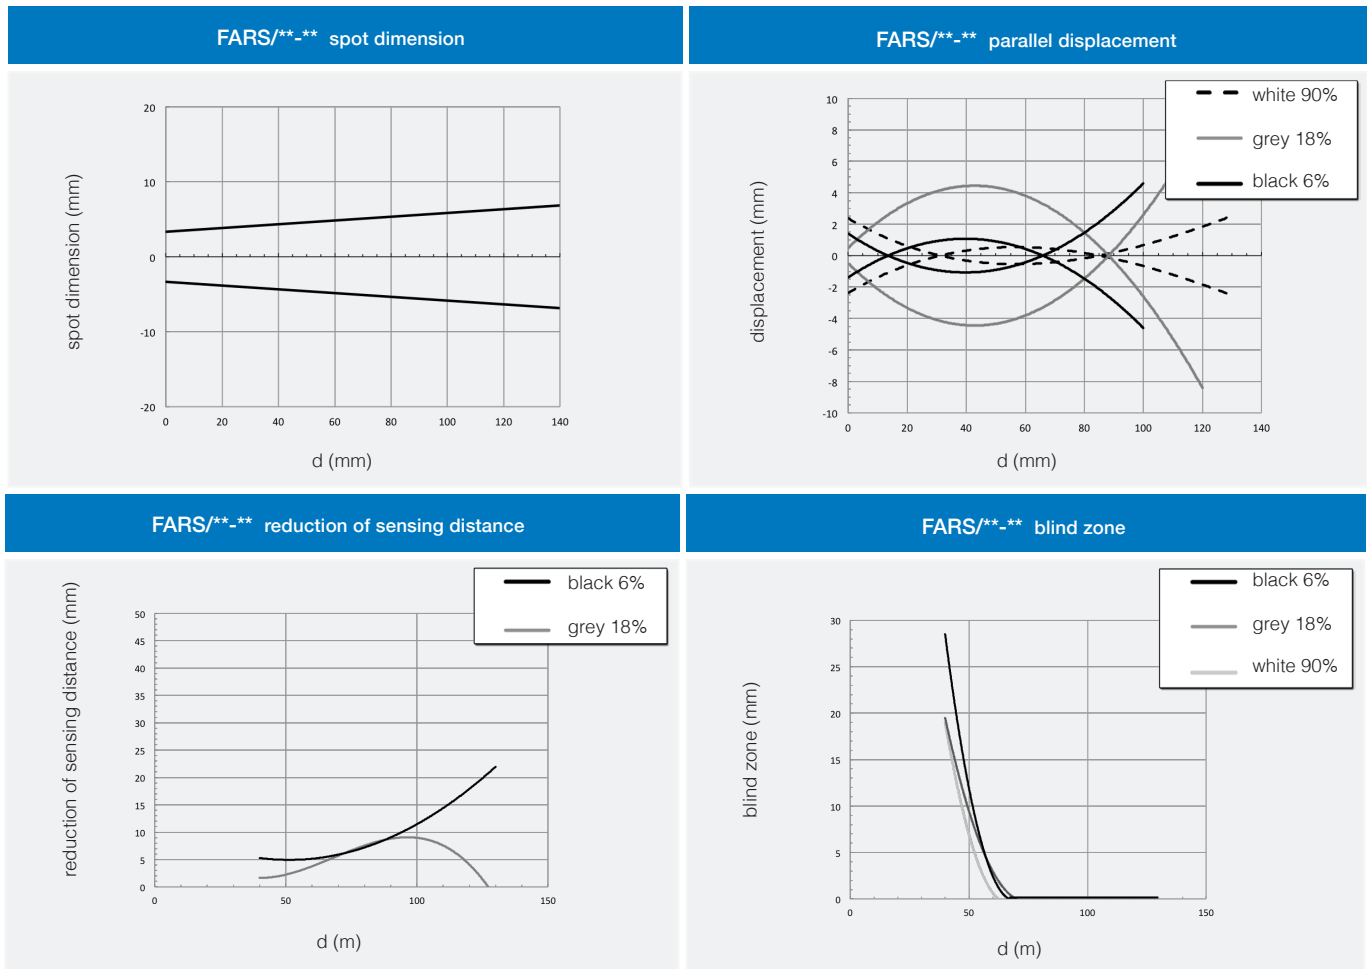 FARS/**-** spot dimension
20
10
0
-10
-20
0 20 40 60 80 100 120 140
spot dimension (mm)
d (mm)
FARS/**-** parallel displacement
white 90%
grey 18%
black 6%
10
8
6
4
2
0
-2
-4
-6
-8
-10
0 20 40 60 80 100 120 140
displacement (mm)
d (mm)
FARS/**-** reduction of sensing distance
black 6%
grey 18%
50
45
40
35
30
25
20
15
10
5
0
0 50 100 150
reduction of sensing distance (mm)
d (m)
FARS/**-** blind zone
black 6%
grey 18%
white 90%
30
25
20
15
10
5
0
0 50 100 150
blind zone (mm)
d (m)